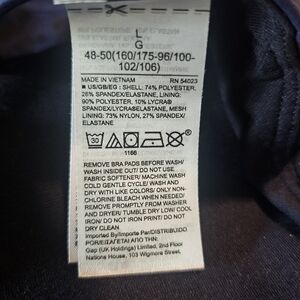 L
G
48-50(160/175-96/100-
102/106)
MADE IN VIETNAM RN 54023
■ US/GB/EG : SHELL: 74% POLYESTER,
26% SPANDEX/ELASTANE, LINING:
90% POLYESTER, 10% LYCRA®
SPANDEX/LYCRA®ELASTANE, MESH
LINING: 73% NYLON, 27% SPANDEX/
ELASTANE
30
1166
REMOVE BRA PADS BEFORE WASH/
WASH INSIDE OUT/ DO NOT USE
FABRIC SOFTENER/ MACHINE WASH
COLD GENTLE CYCLE/ WASH AND
DRY WITH LIKE COLORS/ ONLY NON-
CHLORINE BLEACH WHEN NEEDED/
REMOVE PROMPTLY FROM WASHER
AND DRYER/ TUMBLE DRY LOW/ COOL
IRON/ DO NOT IRON PRINT/ DO NOT
DRY CLEAN
Imported By/Importe Par/DISTRIBUIDO
POR/ΕΙΣΑΓΕΤΑΙ ΑΠΟ ΤΗΝ:
Gap (UK Holdings) Limited, 2nd Floor
Nations House, 103 Wigmore Street,